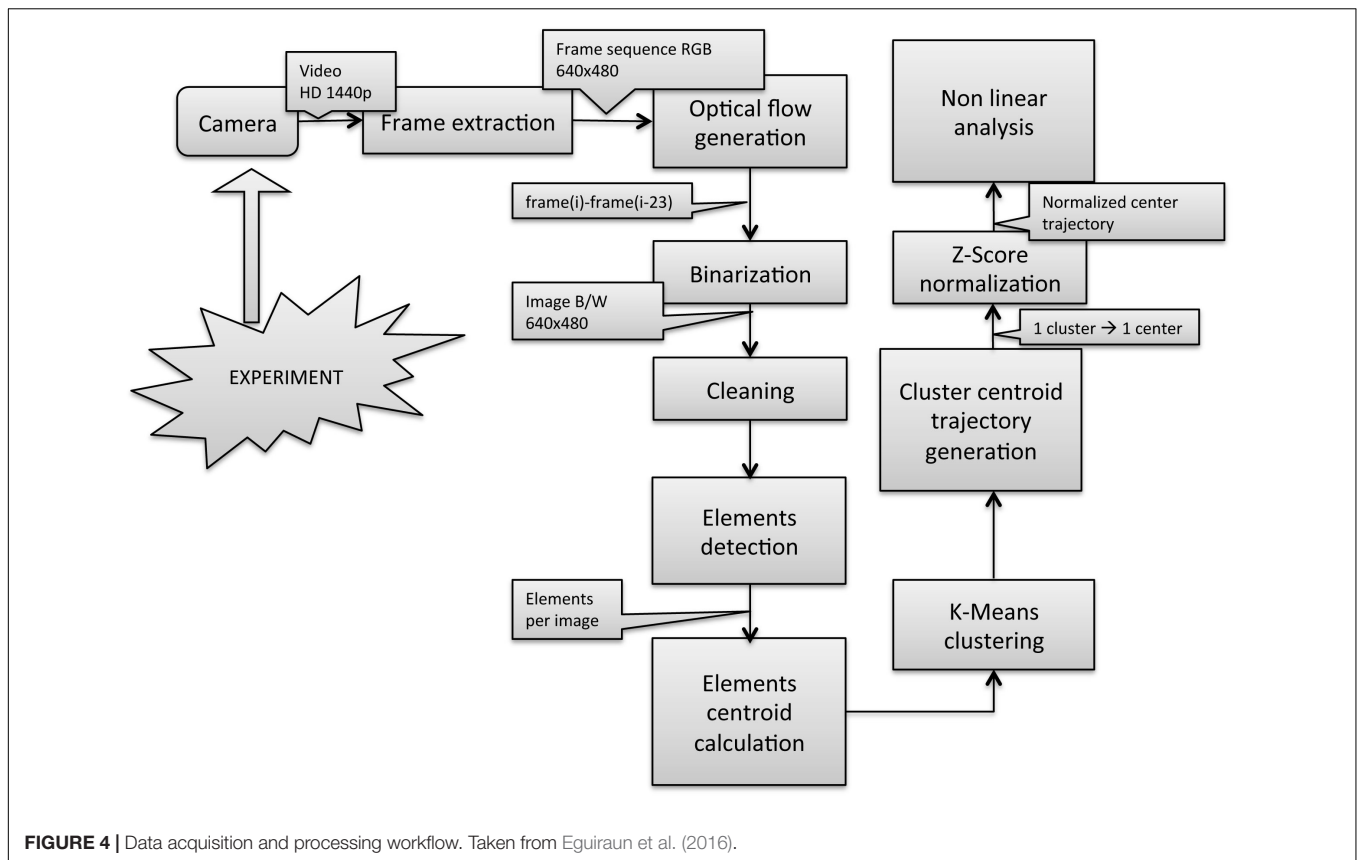 Video
HD 1440p
Frame sequence RGB
640x480
Camera
Frame extraction
Optical flow
generation
frame(i)-frame(i-23)
Binarization
Image B/W
640x480
Cleaning
Elements
detection
Elements
per image
Elements
centroid
calculation
K-Means
clustering
Cluster centroid
trajectory
generation
1 cluster → 1 center
Z-Score
normalization
Normalized center
trajectory
Non linear
analysis
EXPERIMENT
FIGURE 4 | Data acquisition and processing workflow. Taken from Eguiraun et al. (2016).